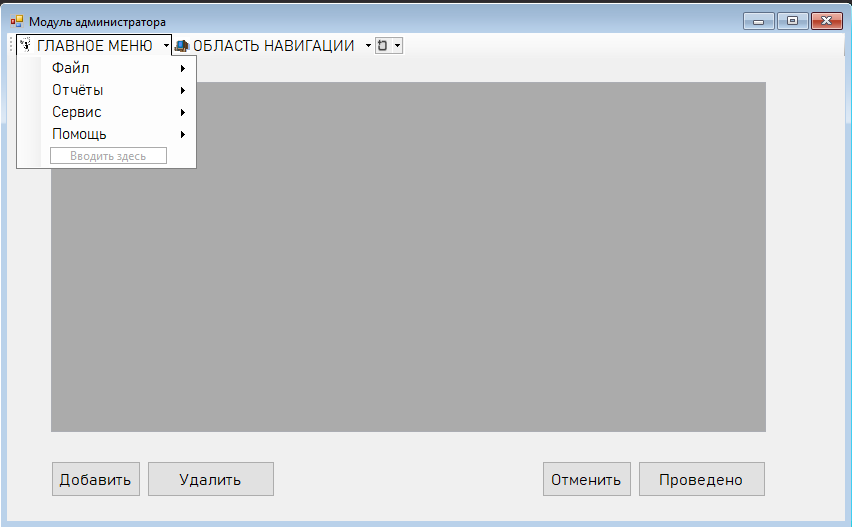 Модуль администратора
ГЛАВНОЕ МЕНЮ ОБЛАСТЬ НАВИГАЦИИ
Файл
Отчёты
Сервис
Помощь
Вводить здесь
Добавить Удалить Отменить Проведено